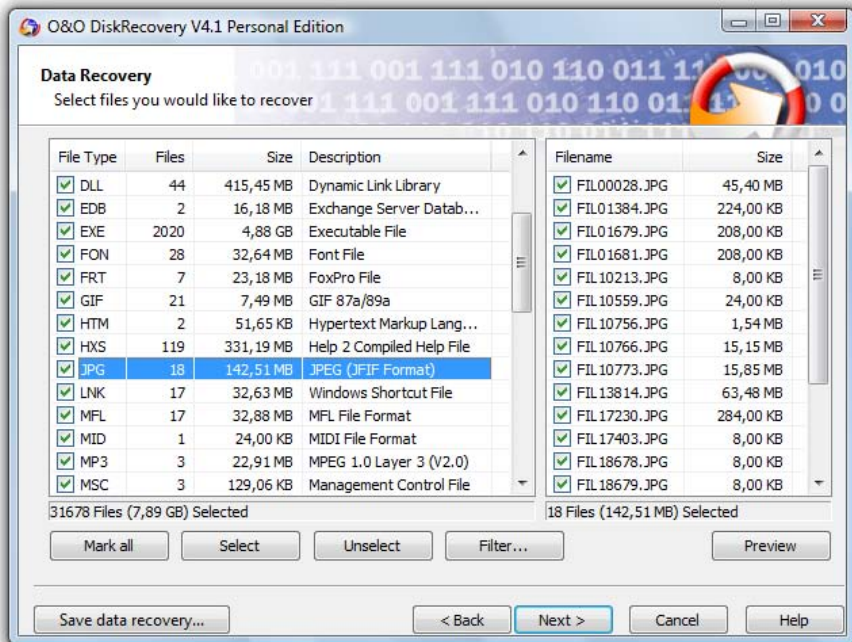 O&O DiskRecovery V4.1 Personal Edition
Data Recovery
Select files you would like to recover
File Type Files Size Description
DLL 44 415,45 MB Dynamic Link Library
EDB 2 16,18 MB Exchange Server Datab...
EXE 2020 4,88 GB Executable File
FON 28 32,64 MB Font File
FRT 7 23,18 MB FoxPro File
GIF 21 7,49 MB GIF 87a/89a
HTM 2 51,65 KB Hypertext Markup Lang...
HXS 119 331,19 MB Help 2 Compiled Help File
JPG 18 142,51 MB JPEG (JFIF Format)
LNK 17 32,63 MB Windows Shortcut File
MFL 17 32,88 MB MFL File Format
MID 1 24,00 KB MIDI File Format
MP3 3 22,91 MB MPEG 1.0 Layer 3 (V2.0)
MSC 3 129,06 KB Management Control File
31678 Files (7,89 GB) Selected
Filename Size
FIL00028.JPG 45,40 MB
FIL01384.JPG 224,00 KB
FIL01679.JPG 208,00 KB
FIL01681.JPG 208,00 KB
FIL10213.JPG 8,00 KB
FIL10559.JPG 24,00 KB
FIL10756.JPG 1,54 MB
FIL10766.JPG 15,15 MB
FIL10773.JPG 15,85 MB
FIL13814.JPG 63,48 MB
FIL17230.JPG 284,00 KB
FIL17403.JPG 8,00 KB
FIL18678.JPG 8,00 KB
FIL18679.JPG 8,00 KB
18 Files (142,51 MB) Selected
Mark all Select Unselect Filter... Preview
Save data recovery... < Back Next > Cancel Help